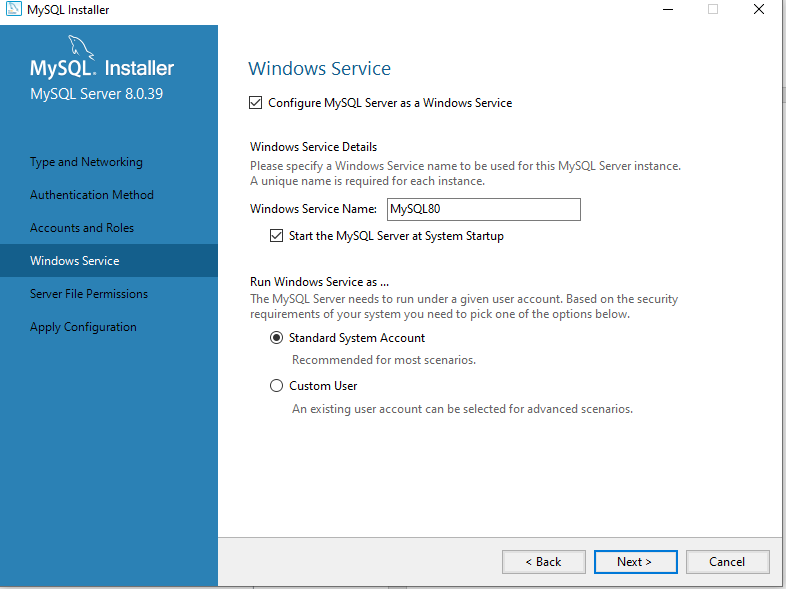 MySQL Installer
MySQL. Installer
MySQL Server 8.0.39
Type and Networking
Authentication Method
Accounts and Roles
Windows Service
Server File Permissions
Apply Configuration
Windows Service
Configure MySQL Server as a Windows Service
Windows Service Details
Please specify a Windows Service name to be used for this MySQL Server instance.
A unique name is required for each instance.
Windows Service Name: MySQL80
Start the MySQL Server at System Startup
Run Windows Service as ...
The MySQL Server needs to run under a given user account. Based on the security
requirements of your system you need to pick one of the options below.
Standard System Account
Recommended for most scenarios.
Custom User
An existing user account can be selected for advanced scenarios.
< Back Next > Cancel